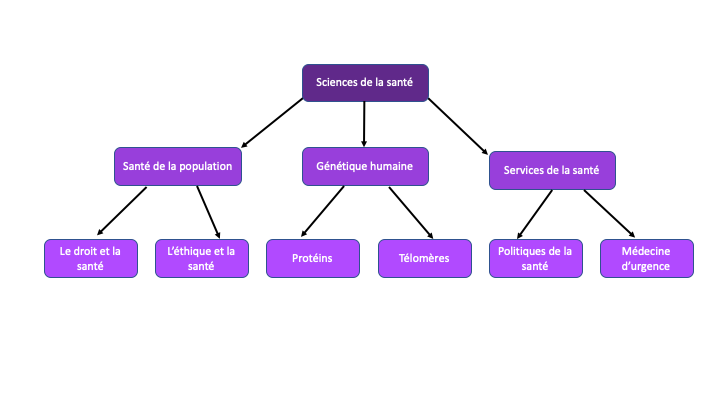 Sciences de la santé
Santé de la population
Génétique humaine
Services de la santé
Le droit et la
santé
L'éthique et la
santé
Protéins
Télomères
Politiques de la
santé
Médecine
d'urgence